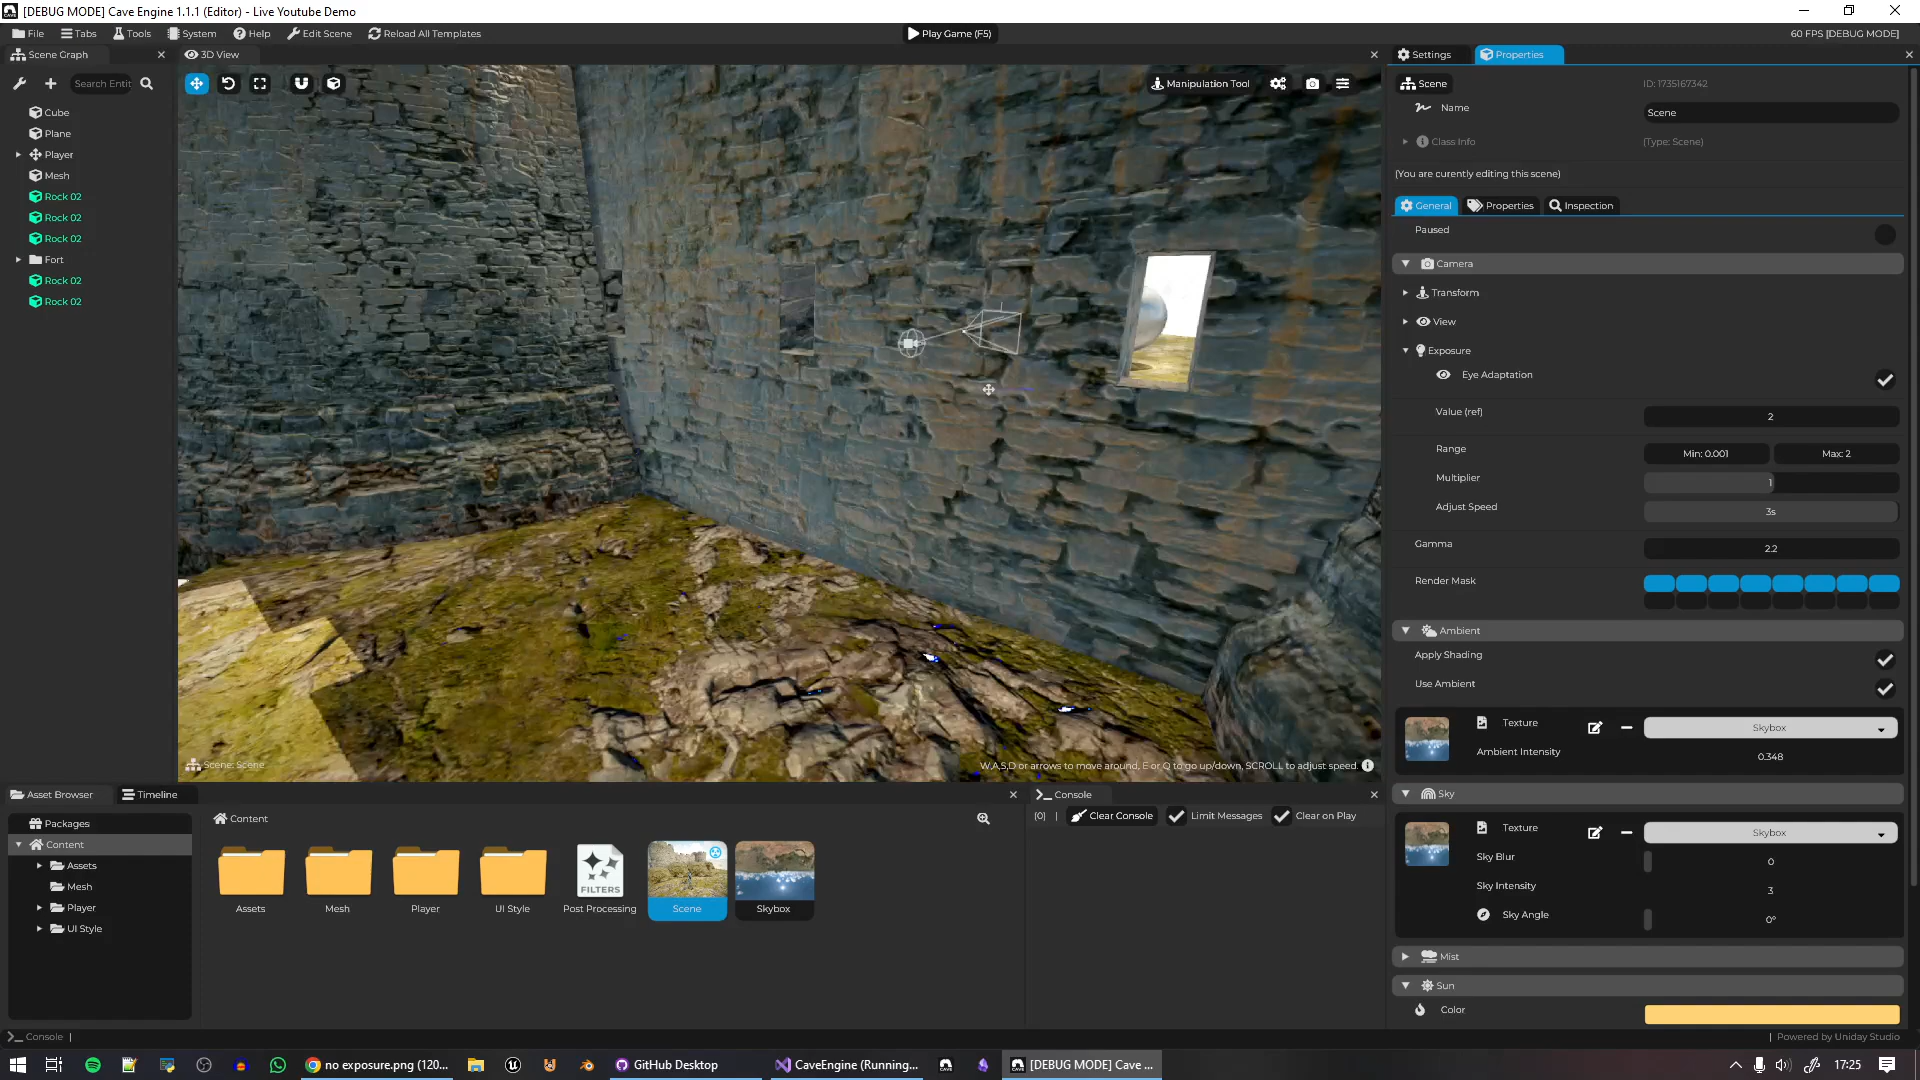 [DEBUG MODE] Cave Engine 1.1.1 (Editor) - Live Youtube Demo
File Tabs Tools System Help Edit Scene Reload All Templates
Play Game (F5)
60 FPS [DEBUG MODE]
Scene Graph
3D View
Settings
Properties
Search Entit
Manipulation Tool
Cube
Plane
Player
Mesh
Rock 02
Rock 02
Rock 02
Fort
Rock 02
Rock 02
Scene: Scene
W,A,S,D or arrows to move around, E or Q to go up/down, SCROLL to adjust speed.
Scene
ID: 1735167342
Name
Scene
Class Info
(Type: Scene)
(You are curently editing this scene)
General
Properties
Inspection
Paused
Camera
Transform
View
Exposure
Eye Adaptation
Value (ref)
2
Range
Min: 0.001
Max: 2
Multiplier
1
Adjust Speed
3s
Gamma
2.2
Render Mask
Ambient
Apply Shading
Use Ambient
Texture
Skybox
Ambient Intensity
0.348
Sky
Texture
Skybox
Sky Blur
0
Sky Intensity
3
Sky Angle
0°
Mist
Sun
Color
Asset Browser
Timeline
Packages
Content
Assets
Mesh
Player
UI Style
Content
Assets
Mesh
Player
UI Style
FILTERS
Post Processing
Scene
Skybox
Console
[0] |
Clear Console
Limit Messages
Clear on Play
Console |
| Powered by Uniday Studio
no exposure.png (120...
GitHub Desktop
CaveEngine (Running...
[DEBUG MODE] Cave ...
17:25